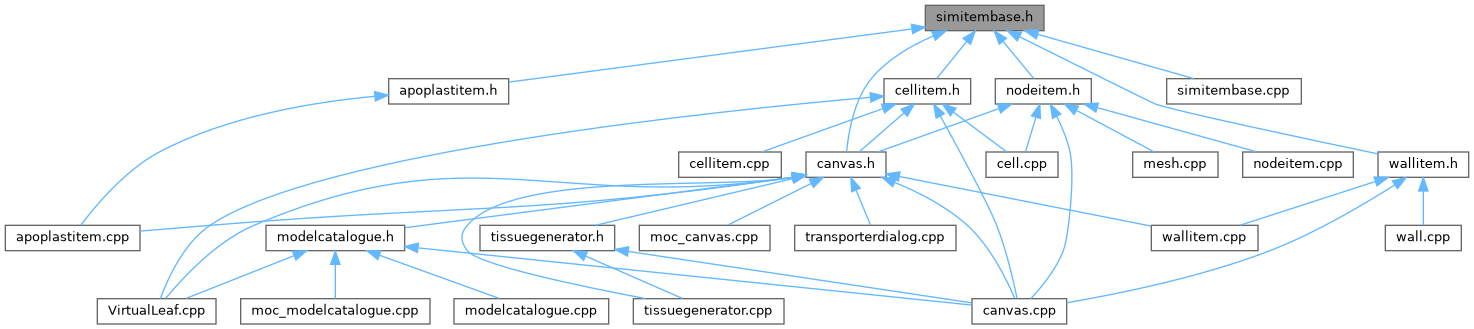 simitembase.h
apoplastitem.h
cellitem.h
nodeitem.h
simitembase.cpp
cellitem.cpp
canvas.h
cell.cpp
mesh.cpp
nodeitem.cpp
wallitem.h
apoplastitem.cpp
modelcatalogue.h
tissuegenerator.h
moc_canvas.cpp
transporterdialog.cpp
wallitem.cpp
wall.cpp
VirtualLeaf.cpp
moc_modelcatalogue.cpp
modelcatalogue.cpp
tissuegenerator.cpp
canvas.cpp